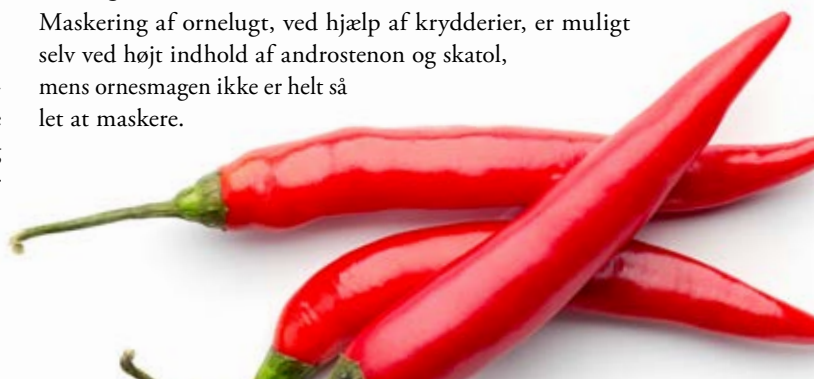 Maskering af ornelugt, ved hjælp af krydderier, er muligt
selv ved højt indhold af androstenon og skatol,
mens ornesmagen ikke er helt så
let at maskere.